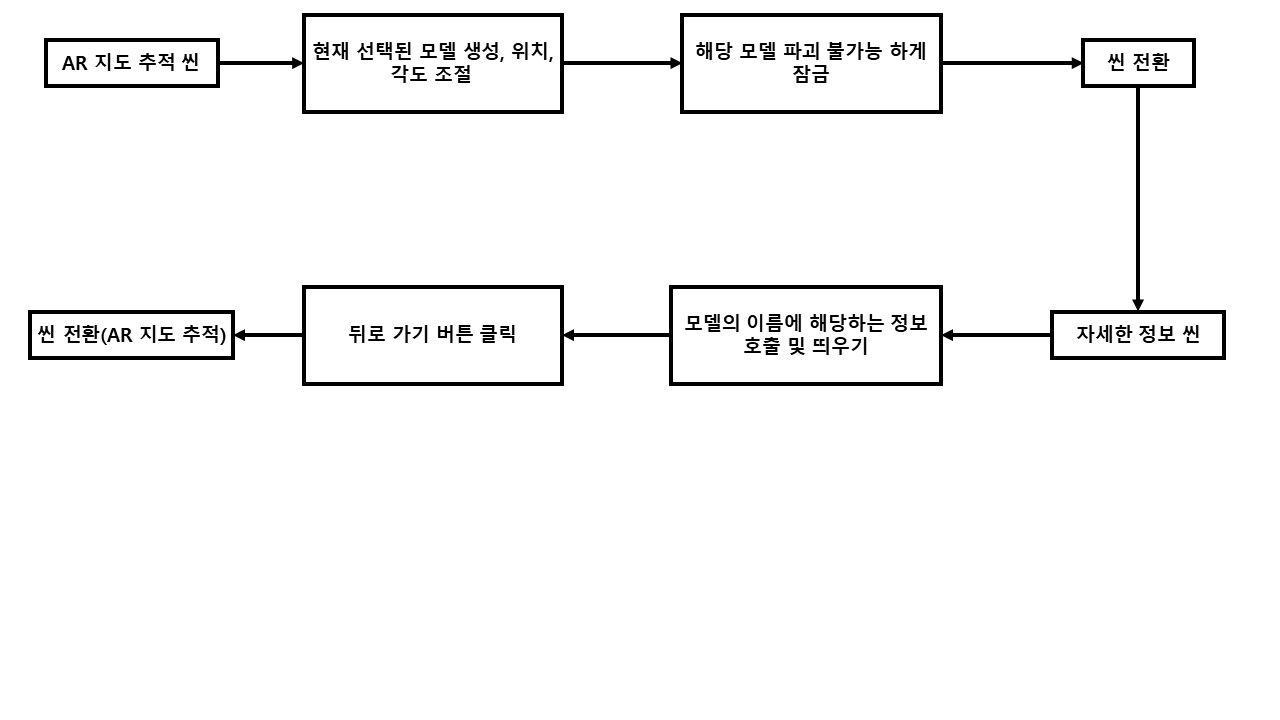 AR 지도 추적 씬
현재 선택된 모델 생성, 위치,
각도 조절
해당 모델 파괴 불가능 하게
잠금
씬 전환
자세한 정보 씬
모델의 이름에 해당하는 정보
호출 및 띄우기
뒤로 가기 버튼 클릭
씬 전환(AR 지도 추적)